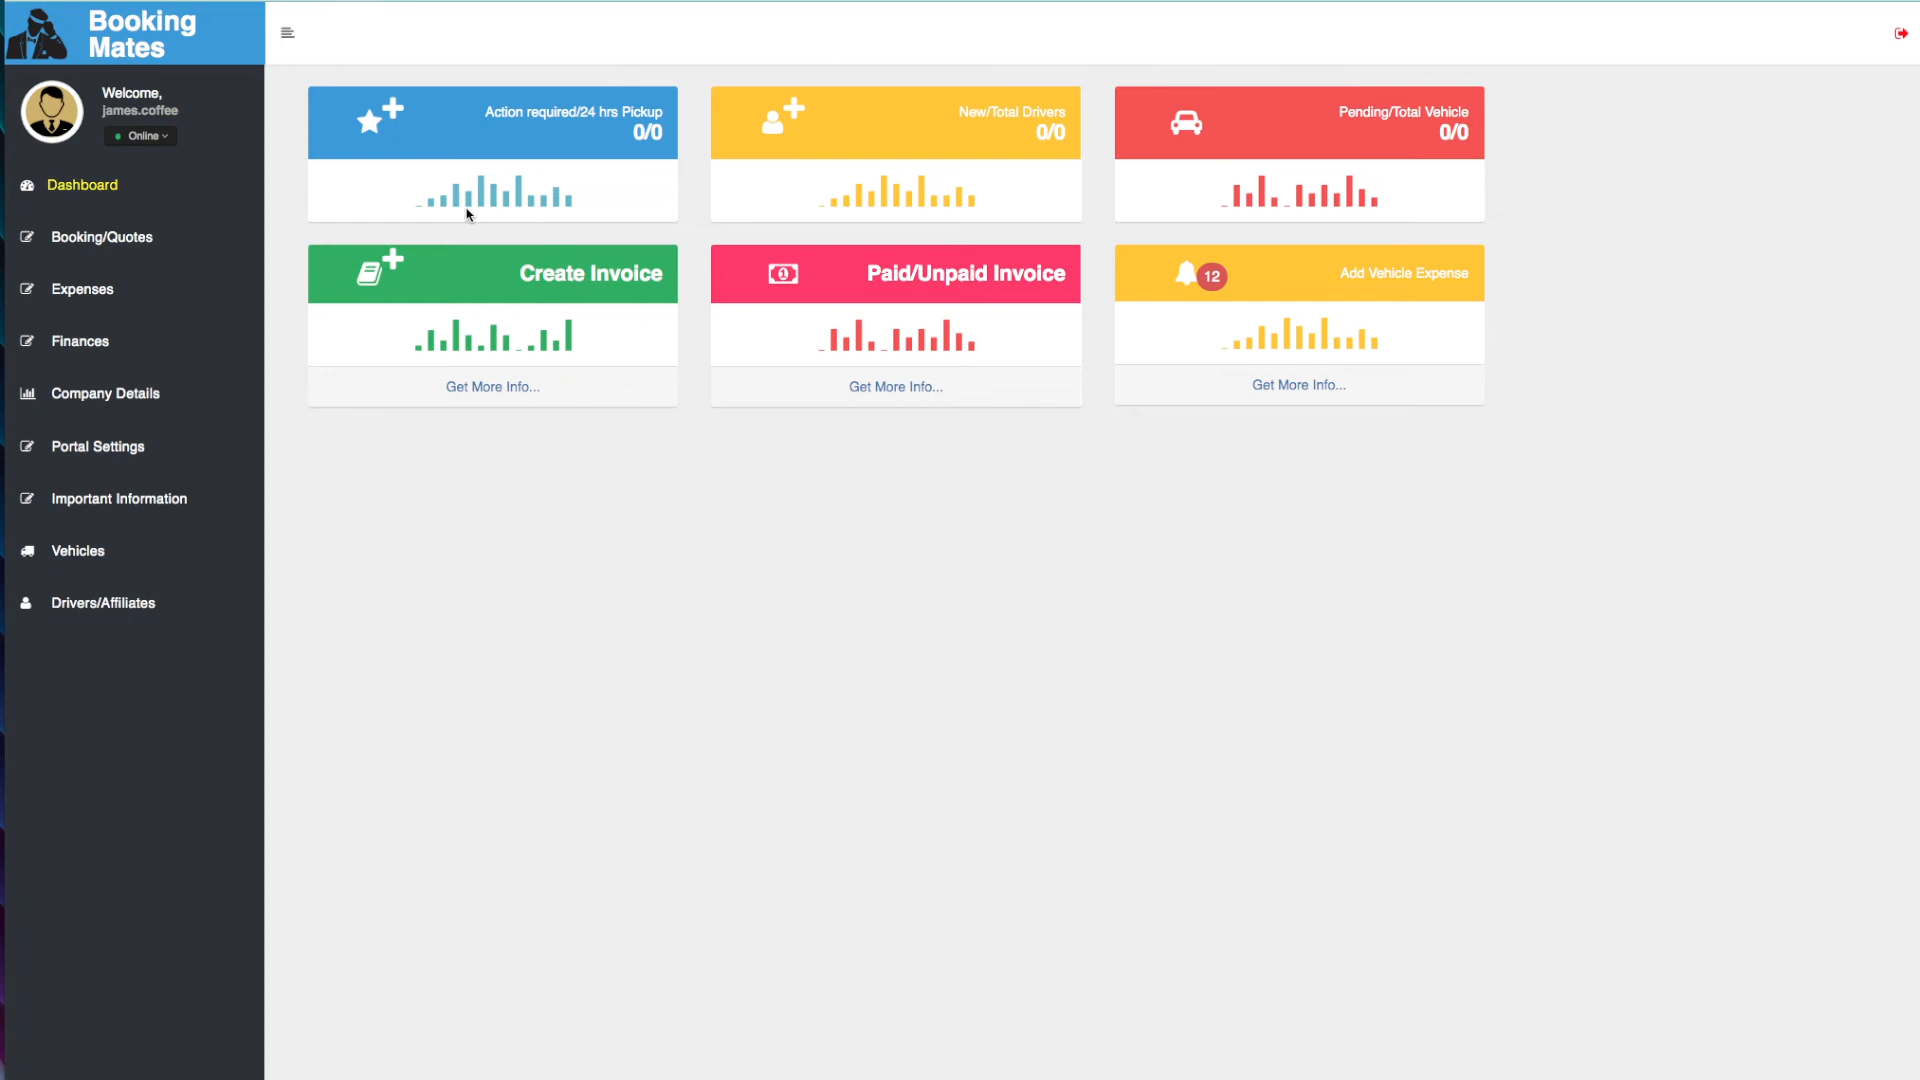 Booking
Mates
Welcome,
james.coffee
Online
Dashboard
Booking/Quotes
Expenses
Finances
Company Details
Portal Settings
Important Information
Vehicles
Drivers/Affiliates
Action required/24 hrs Pickup
0/0
New/Total Drivers
0/0
Pending/Total Vehicle
0/0
Create Invoice
Get More Info...
Paid/Unpaid Invoice
Get More Info...
12
Add Vehicle Expense
Get More Info...